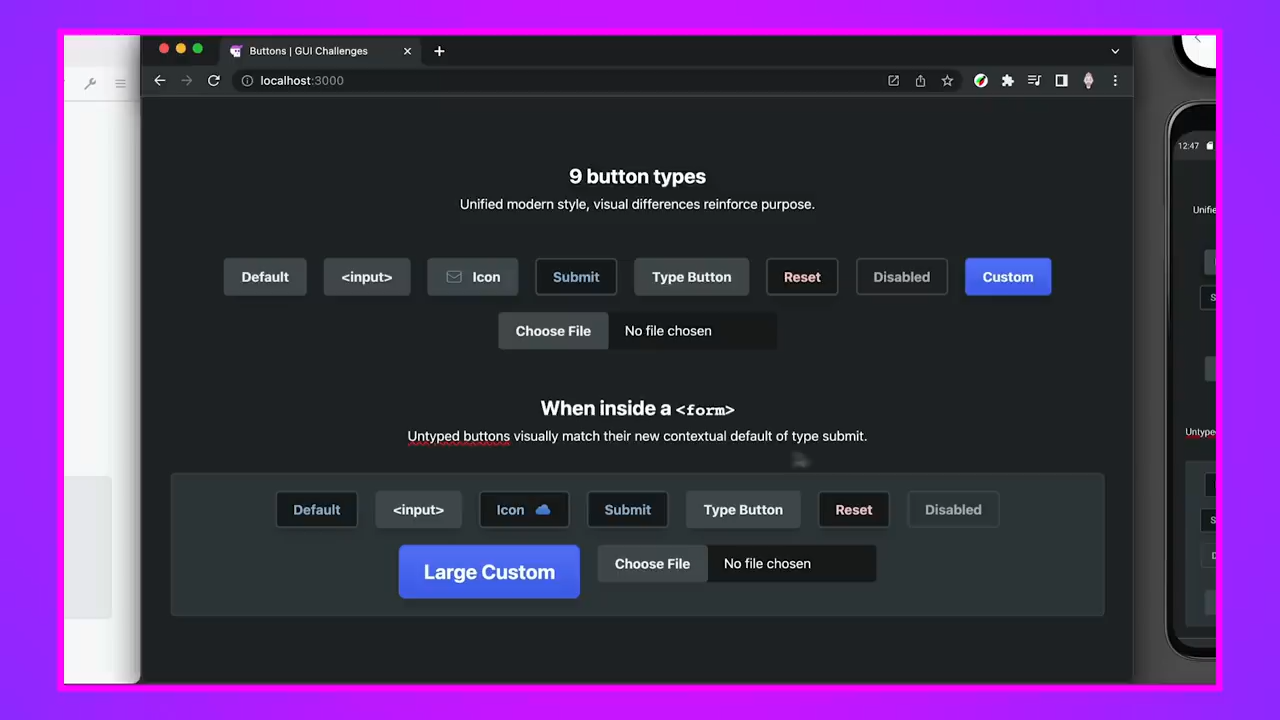 Buttons | GUI Challenges
localhost:3000
9 button types
Unified modern style, visual differences reinforce purpose.
Default
<input>
Icon
Submit
Type Button
Reset
Disabled
Custom
Choose File
No file chosen
When inside a <form>
Untyped buttons visually match their new contextual default of type submit.
Default
<input>
Icon
Submit
Type Button
Reset
Disabled
Large Custom
Choose File
No file chosen
12:47
Unifie
Untype